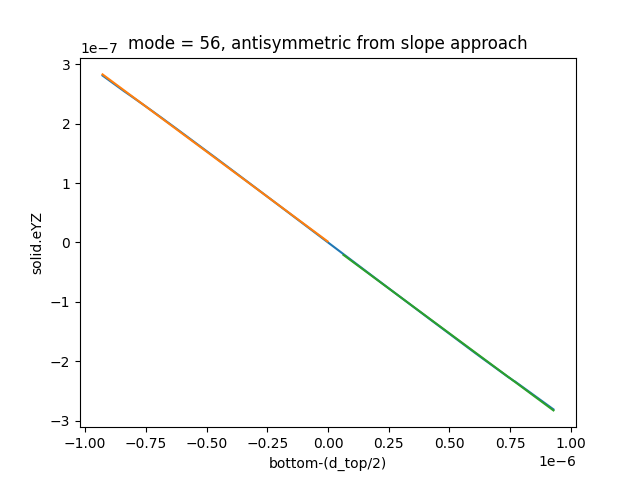 mode = 56, antisymmetric from slope approach
1e−7
3
2
1
0
−1
−2
−3
solid.eYZ
−1.00 −0.75 −0.50 −0.25 0.00 0.25 0.50 0.75 1.00
1e−6
bottom-(d_top/2)